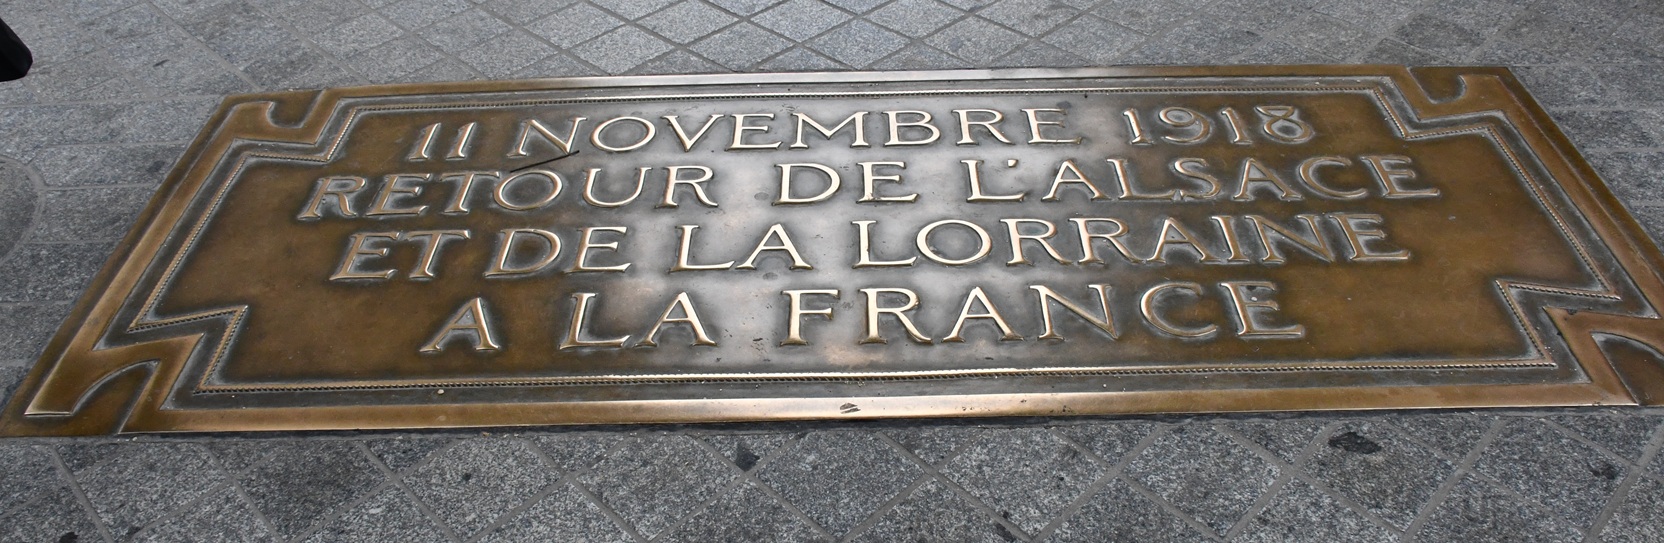 11 NOVEMBRE 1918
RETOUR DE L'ALSACE
ET DE LA LORRAINE
A LA FRANCE